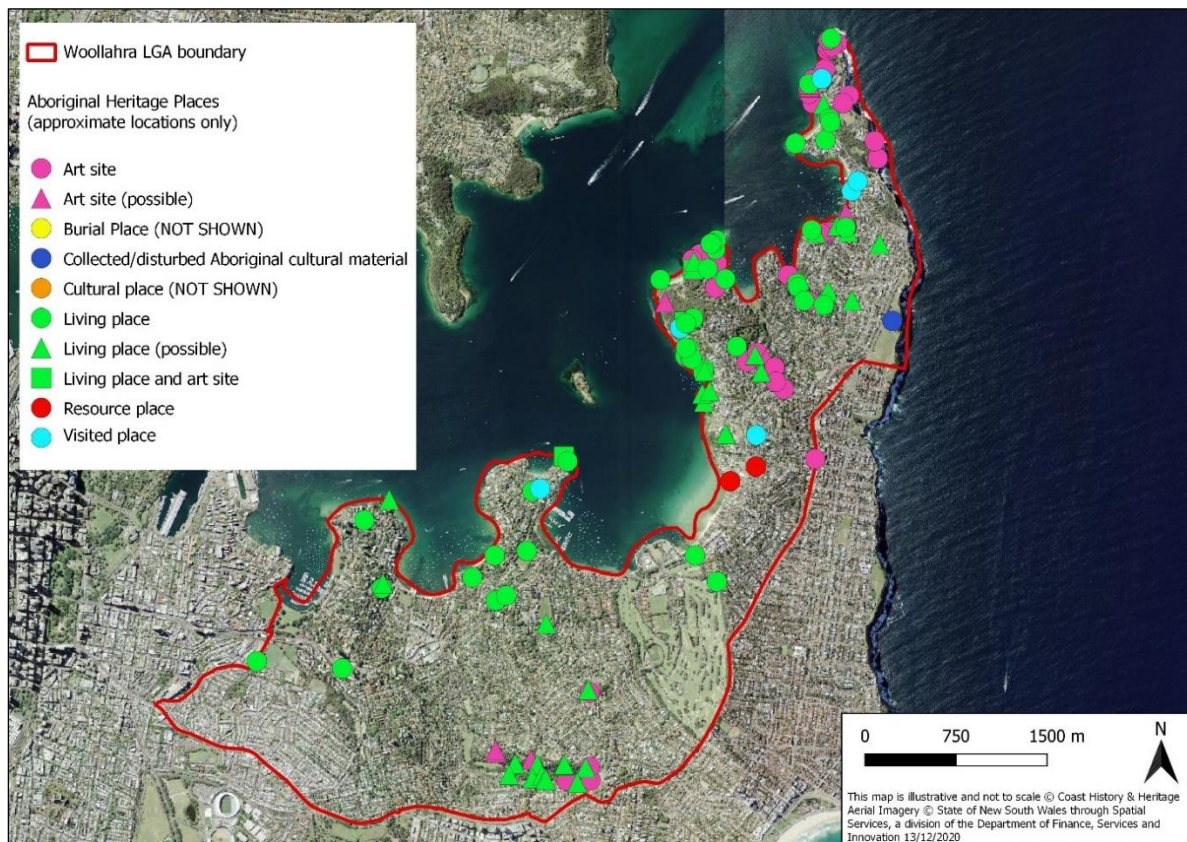 Woollahra LGA boundary
Aboriginal Heritage Places
(approximate locations only)
Art site
Art site (possible)
Burial Place (NOT SHOWN)
Collected/disturbed Aboriginal cultural material
Cultural place (NOT SHOWN)
Living place
Living place (possible)
Living place and art site
Resource place
Visited place
0 750 1500 m
N
This map is illustrative and not to scale © Coast History & Heritage
Aerial Imagery © State of New South Wales through Spatial
Services, a division of the Department of Finance, Services and
Innovation 13/12/2020